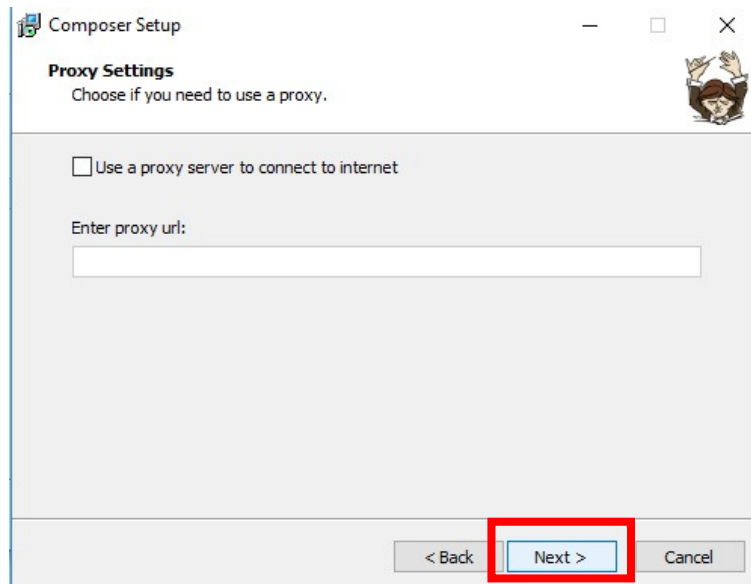 Composer Setup
Proxy Settings
Choose if you need to use a proxy.
Use a proxy server to connect to internet
Enter proxy url:
< Back Next > Cancel